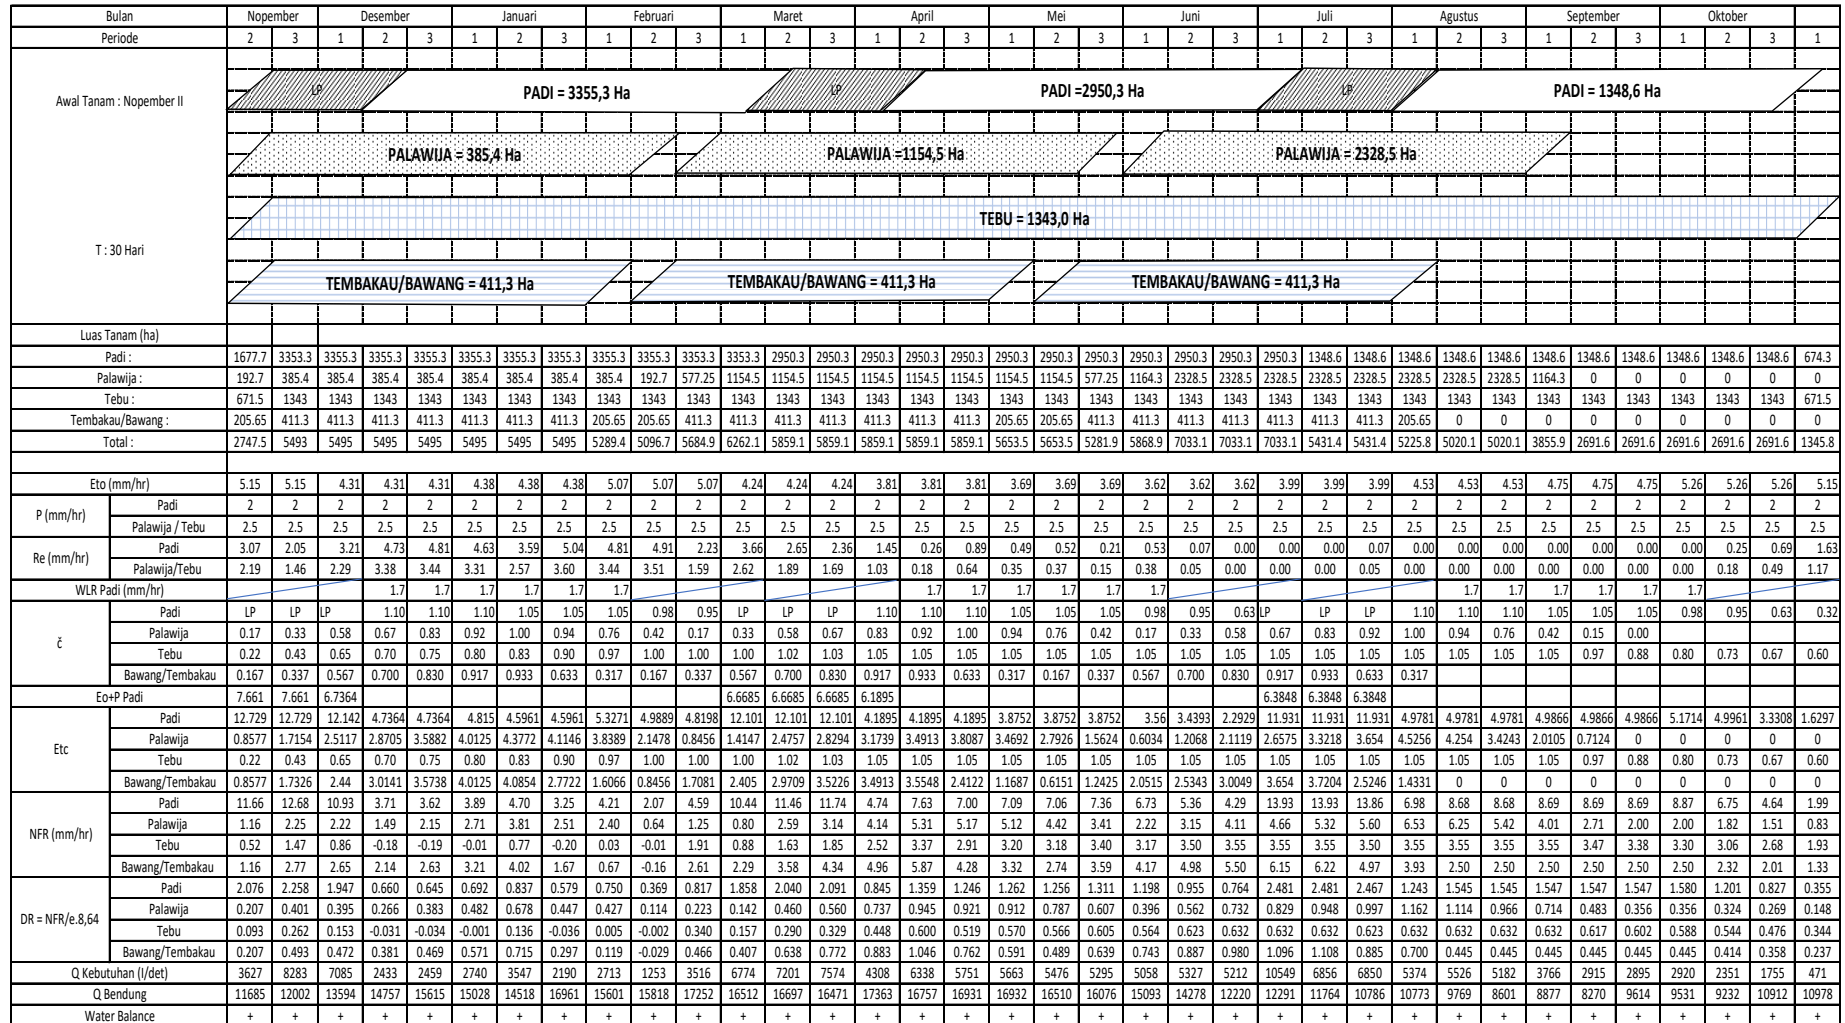 Bulan Nopember Desember Januari Februari Maret April Mei Juni Juli Agustus September Oktober
Periode 2 3 1 2 3 1 2 3 1 2 3 1 2 3 1 2 3 1 2 3 1 2 3 1 2 3 1 2 3 1 2 3 1 2 3 1
Awal Tanam : Nopember II
LP PADI = 3355,3 Ha LP PADI =2950,3 Ha LP PADI = 1348,6 Ha
PALAWIJA = 385,4 Ha PALAWIJA =1154,5 Ha PALAWIJA = 2328,5 Ha
TEBU = 1343,0 Ha
T : 30 Hari
TEMBAKAU/BAWANG = 411,3 Ha TEMBAKAU/BAWANG = 411,3 Ha TEMBAKAU/BAWANG = 411,3 Ha
Luas Tanam (ha)
Padi : 1677.7 3353.3 3355.3 3355.3 3355.3 3355.3 3355.3 3355.3 3355.3 3355.3 3353.3 3353.3 2950.3 2950.3 2950.3 2950.3 2950.3 2950.3 2950.3 2950.3 2950.3 2950.3 2950.3 2950.3 1348.6 1348.6 1348.6 1348.6 1348.6 1348.6 1348.6 1348.6 1348.6 1348.6 1348.6 674.3
Palawija : 192.7 385.4 385.4 385.4 385.4 385.4 385.4 385.4 385.4 192.7 577.25 1154.5 1154.5 1154.5 1154.5 1154.5 1154.5 1154.5 1154.5 577.25 1164.3 2328.5 2328.5 2328.5 2328.5 2328.5 2328.5 2328.5 2328.5 1164.3 0 0 0 0 0 0
Tebu : 671.5 1343 1343 1343 1343 1343 1343 1343 1343 1343 1343 1343 1343 1343 1343 1343 1343 1343 1343 1343 1343 1343 1343 1343 1343 1343 1343 1343 1343 1343 1343 1343 1343 1343 1343 671.5
Tembakau/Bawang : 205.65 411.3 411.3 411.3 411.3 411.3 411.3 411.3 205.65 205.65 411.3 411.3 411.3 411.3 411.3 411.3 411.3 205.65 205.65 411.3 411.3 411.3 411.3 411.3 411.3 411.3 205.65 0 0 0 0 0 0 0 0 0
Total : 2747.5 5493 5495 5495 5495 5495 5495 5495 5289.4 5096.7 5684.9 6262.1 5859.1 5859.1 5859.1 5859.1 5859.1 5653.5 5653.5 5281.9 5868.9 7033.1 7033.1 7033.1 5431.4 5431.4 5225.8 5020.1 5020.1 3855.9 2691.6 2691.6 2691.6 2691.6 2691.6 1345.8
Eto (mm/hr) 5.15 5.15 4.31 4.31 4.31 4.38 4.38 4.38 5.07 5.07 5.07 4.24 4.24 4.24 3.81 3.81 3.81 3.69 3.69 3.69 3.62 3.62 3.62 3.99 3.99 3.99 4.53 4.53 4.53 4.75 4.75 4.75 5.26 5.26 5.26 5.15
P (mm/hr) Padi 2 2 2 2 2 2 2 2 2 2 2 2 2 2 2 2 2 2 2 2 2 2 2 2 2 2 2 2 2 2 2 2 2 2 2 2
Palawija / Tebu 2.5 2.5 2.5 2.5 2.5 2.5 2.5 2.5 2.5 2.5 2.5 2.5 2.5 2.5 2.5 2.5 2.5 2.5 2.5 2.5 2.5 2.5 2.5 2.5 2.5 2.5 2.5 2.5 2.5 2.5 2.5 2.5 2.5 2.5 2.5 2.5
Re (mm/hr) Padi 3.07 2.05 3.21 4.73 4.81 4.63 3.59 5.04 4.81 4.91 2.23 3.66 2.65 2.36 1.45 0.26 0.89 0.49 0.52 0.21 0.53 0.07 0.00 0.00 0.00 0.07 0.00 0.00 0.00 0.00 0.00 0.00 0.00 0.25 0.69 1.63
Palawija/Tebu 2.19 1.46 2.29 3.38 3.44 3.31 2.57 3.60 3.44 3.51 1.59 2.62 1.89 1.69 1.03 0.18 0.64 0.35 0.37 0.15 0.38 0.05 0.00 0.00 0.00 0.05 0.00 0.00 0.00 0.00 0.00 0.00 0.00 0.18 0.49 1.17
WLR Padi (mm/hr) 1.7 1.7 1.7 1.7 1.7 1.7 1.7 1.7 1.7 1.7 1.7 1.7 1.7 1.7 1.7 1.7 1.7 1.7
č Padi LP LP LP 1.10 1.10 1.10 1.05 1.05 1.05 0.98 0.95 LP LP LP 1.10 1.10 1.10 1.05 1.05 1.05 0.98 0.95 0.63 LP LP LP 1.10 1.10 1.10 1.05 1.05 1.05 0.98 0.95 0.63 0.32
Palawija 0.17 0.33 0.58 0.67 0.83 0.92 1.00 0.94 0.76 0.42 0.17 0.33 0.58 0.67 0.83 0.92 1.00 0.94 0.76 0.42 0.17 0.33 0.58 0.67 0.83 0.92 1.00 0.94 0.76 0.42 0.15 0.00
Tebu 0.22 0.43 0.65 0.70 0.75 0.80 0.83 0.90 0.97 1.00 1.00 1.00 1.02 1.03 1.05 1.05 1.05 1.05 1.05 1.05 1.05 1.05 1.05 1.05 1.05 1.05 1.05 1.05 1.05 1.05 0.97 0.88 0.80 0.73 0.67 0.60
Bawang/Tembakau 0.167 0.337 0.567 0.700 0.830 0.917 0.933 0.633 0.317 0.167 0.337 0.567 0.700 0.830 0.917 0.933 0.633 0.317 0.167 0.337 0.567 0.700 0.830 0.917 0.933 0.633 0.317
Eo+P Padi 7.661 7.661 6.7364 6.6685 6.6685 6.6685 6.1895 6.3848 6.3848 6.3848
Etc Padi 12.729 12.729 12.142 4.7364 4.7364 4.815 4.5961 4.5961 5.3271 4.9889 4.8198 12.101 12.101 12.101 4.1895 4.1895 4.1895 3.8752 3.8752 3.8752 3.56 3.4393 2.2929 11.931 11.931 11.931 4.9781 4.9781 4.9781 4.9866 4.9866 4.9866 5.1714 4.9961 3.3308 1.6297
Palawija 0.8577 1.7154 2.5117 2.8705 3.5882 4.0125 4.3772 4.1146 3.8389 2.1478 0.8456 1.4147 2.4757 2.8294 3.1739 3.4913 3.8087 3.4692 2.7926 1.5624 0.6034 1.2068 2.1119 2.6575 3.3218 3.654 4.5256 4.254 3.4243 2.0105 0.7124 0 0 0 0 0
Tebu 0.22 0.43 0.65 0.70 0.75 0.80 0.83 0.90 0.97 1.00 1.00 1.00 1.02 1.03 1.05 1.05 1.05 1.05 1.05 1.05 1.05 1.05 1.05 1.05 1.05 1.05 1.05 1.05 1.05 1.05 0.97 0.88 0.80 0.73 0.67 0.60
Bawang/Tembakau 0.8577 1.7326 2.44 3.0141 3.5738 4.0125 4.0854 2.7722 1.6066 0.8456 1.7081 2.405 2.9709 3.5226 3.4913 3.5548 2.4122 1.1687 0.6151 1.2425 2.0515 2.5343 3.0049 3.654 3.7204 2.5246 1.4331 0 0 0 0 0 0 0 0 0
NFR (mm/hr) Padi 11.66 12.68 10.93 3.71 3.62 3.89 4.70 3.25 4.21 2.07 4.59 10.44 11.46 11.74 4.74 7.63 7.00 7.09 7.06 7.36 6.73 5.36 4.29 13.93 13.93 13.86 6.98 8.68 8.68 8.69 8.69 8.69 8.87 6.75 4.64 1.99
Palawija 1.16 2.25 2.22 1.49 2.15 2.71 3.81 2.51 2.40 0.64 1.25 0.80 2.59 3.14 4.14 5.31 5.17 5.12 4.42 3.41 2.22 3.15 4.11 4.66 5.32 5.60 6.53 6.25 5.42 4.01 2.71 2.00 2.00 1.82 1.51 0.83
Tebu 0.52 1.47 0.86 -0.18 -0.19 -0.01 0.77 -0.20 0.03 -0.01 1.91 0.88 1.63 1.85 2.52 3.37 2.91 3.20 3.18 3.40 3.17 3.50 3.55 3.55 3.55 3.50 3.55 3.55 3.55 3.55 3.47 3.38 3.30 3.06 2.68 1.93
Bawang/Tembakau 1.16 2.77 2.65 2.14 2.63 3.21 4.02 1.67 0.67 -0.16 2.61 2.29 3.58 4.34 4.96 5.87 4.28 3.32 2.74 3.59 4.17 4.98 5.50 6.15 6.22 4.97 3.93 2.50 2.50 2.50 2.50 2.50 2.50 2.32 2.01 1.33
DR = NFR/e.8,64 Padi 2.076 2.258 1.947 0.660 0.645 0.692 0.837 0.579 0.750 0.369 0.817 1.858 2.040 2.091 0.845 1.359 1.246 1.262 1.256 1.311 1.198 0.955 0.764 2.481 2.481 2.467 1.243 1.545 1.545 1.547 1.547 1.547 1.580 1.201 0.827 0.355
Palawija 0.207 0.401 0.395 0.266 0.383 0.482 0.678 0.447 0.427 0.114 0.223 0.142 0.460 0.560 0.737 0.945 0.921 0.912 0.787 0.607 0.396 0.562 0.732 0.829 0.948 0.997 1.162 1.114 0.966 0.714 0.483 0.356 0.356 0.324 0.269 0.148
Tebu 0.093 0.262 0.153 -0.031 -0.034 -0.001 0.136 -0.036 0.005 -0.002 0.340 0.157 0.290 0.329 0.448 0.600 0.519 0.570 0.566 0.605 0.564 0.623 0.632 0.632 0.632 0.623 0.632 0.632 0.632 0.632 0.617 0.602 0.588 0.544 0.476 0.344
Bawang/Tembakau 0.207 0.493 0.472 0.381 0.469 0.571 0.715 0.297 0.119 -0.029 0.466 0.407 0.638 0.772 0.883 1.046 0.762 0.591 0.489 0.639 0.743 0.887 0.980 1.096 1.108 0.885 0.700 0.445 0.445 0.445 0.445 0.445 0.445 0.414 0.358 0.237
Q Kebutuhan (l/det) 3627 8283 7085 2433 2459 2740 3547 2190 2713 1253 3516 6774 7201 7574 4308 6338 5751 5663 5476 5295 5058 5327 5212 10549 6856 6850 5374 5526 5182 3766 2915 2895 2920 2351 1755 471
Q Bendung 11685 12002 13594 14757 15615 15028 14518 16961 15601 15818 17252 16512 16697 16471 17363 16757 16931 16932 16510 16076 15093 14278 12220 12291 11764 10786 10773 9769 8601 8877 8270 9614 9531 9232 10912 10978
Water Balance + + + + + + + + + + + + + + + + + + + + + + + + + + + + + + + + + + + +